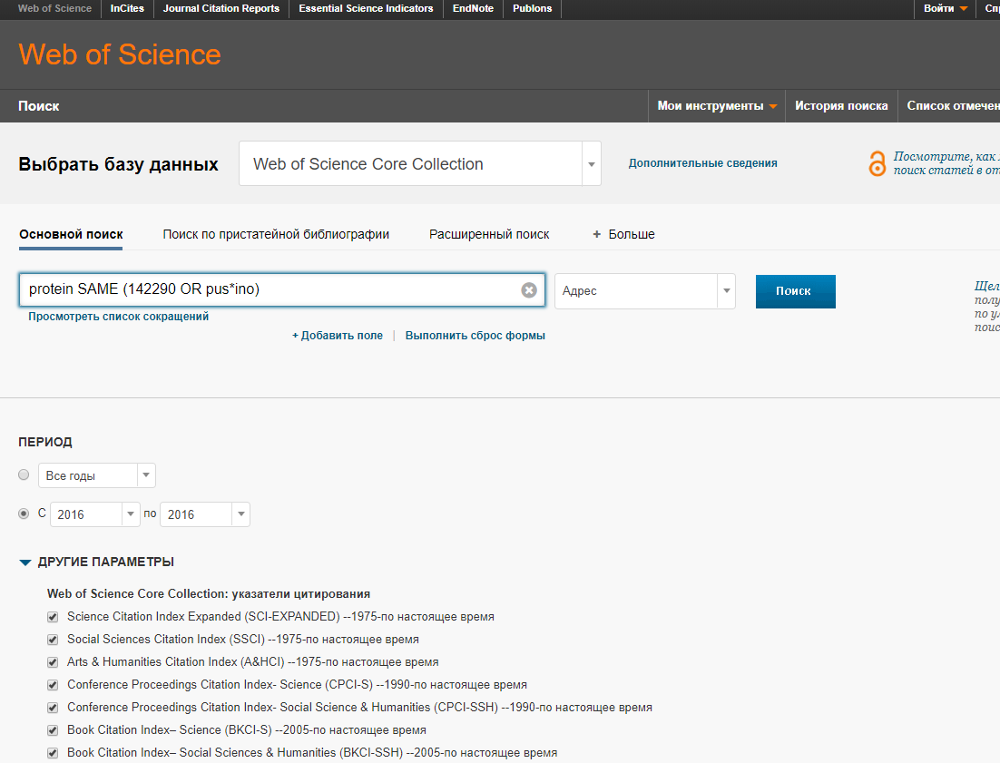 Web of Science InCites Journal Citation Reports Essential Science Indicators EndNote Publons Войти Спр
Web of Science
Поиск Мои инструменты История поиска Список отмечен
Выбрать базу данных Web of Science Core Collection Дополнительные сведения
Посмотрите, как
поиск статей в от
Основной поиск Поиск по пристатейной библиографии Расширенный поиск + Больше
protein SAME (142290 OR pus*ino) Адрес Поиск
Щел
полу
по у
поис
Просмотреть список сокращений
+ Добавить поле | Выполнить сброс формы
ПЕРИОД
Все годы
С 2016 по 2016
ДРУГИЕ ПАРАМЕТРЫ
Web of Science Core Collection: указатели цитирования
Science Citation Index Expanded (SCI-EXPANDED) --1975-по настоящее время
Social Sciences Citation Index (SSCI) --1975-по настоящее время
Arts & Humanities Citation Index (A&HCI) --1975-по настоящее время
Conference Proceedings Citation Index- Science (CPCI-S) --1990-по настоящее время
Conference Proceedings Citation Index- Social Science & Humanities (CPCI-SSH) --1990-по настоящее время
Book Citation Index– Science (BKCI-S) --2005-по настоящее время
Book Citation Index– Social Sciences & Humanities (BKCI-SSH) --2005-по настоящее время